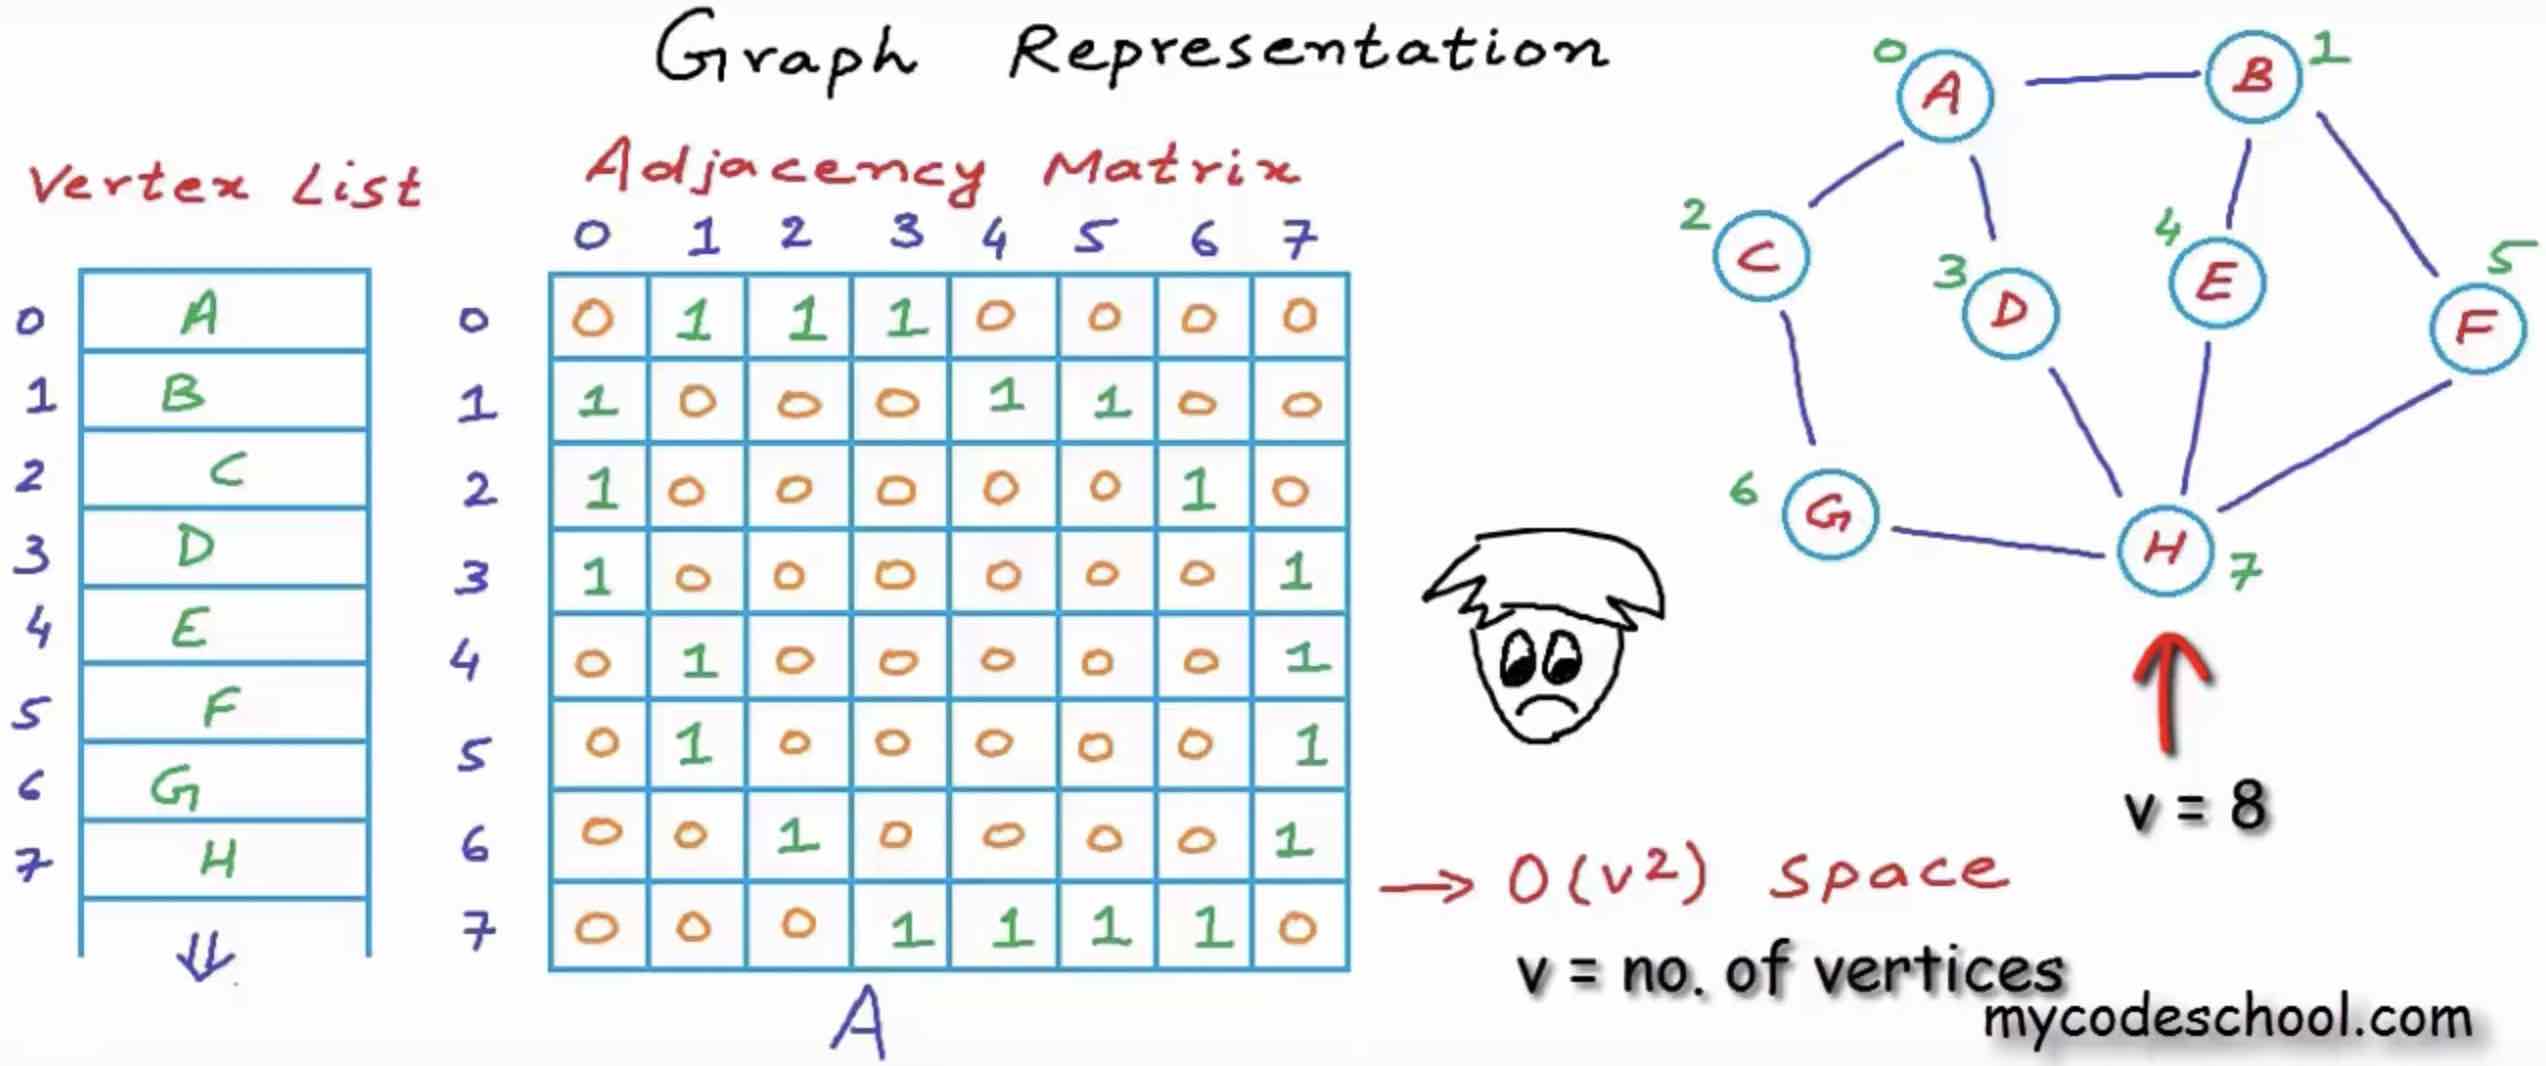 Graph Representation
Vertex List
0 A
1 B
2 C
3 D
4 E
5 F
6 G
7 H
Adjacency Matrix
0 1 2 3 4 5 6 7
0 0 1 1 1 0 0 0 0
1 1 0 0 0 1 1 0 0
2 1 0 0 0 0 0 1 0
3 1 0 0 0 0 0 0 1
4 0 1 0 0 0 0 0 1
5 0 1 0 0 0 0 0 1
6 0 0 1 0 0 0 0 1
7 0 0 0 1 1 1 1 0
A
0 A
B 1
2 C
3 D
4 E
5 F
6 G
H 7
v = 8
→ O(v²) space
v = no. of vertices
mycodeschool.com